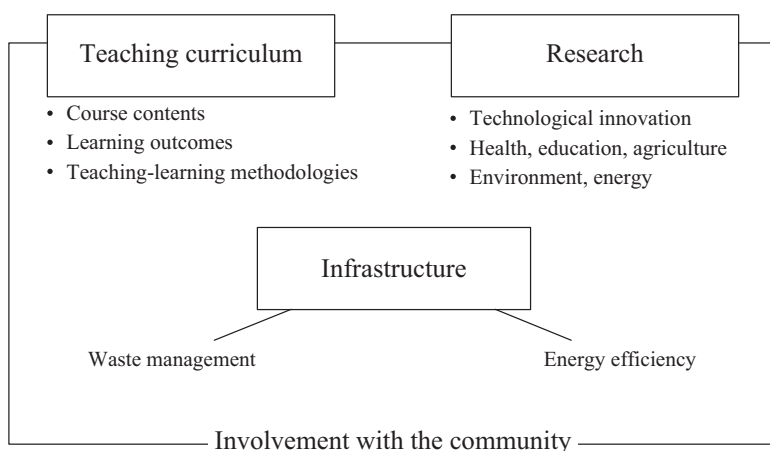 Teaching curriculum
• Course contents
• Learning outcomes
• Teaching-learning methodologies
Research
• Technological innovation
• Health, education, agriculture
• Environment, energy
Infrastructure
Waste management
Energy efficiency
Involvement with the community